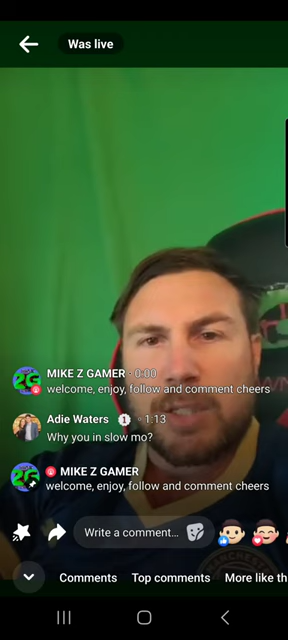 Was live
MIKE Z GAMER · 0:00
welcome, enjoy, follow and comment cheers
Adie Waters 1 · 1:13
Why you in slow mo?
MIKE Z GAMER
welcome, enjoy, follow and comment cheers
Write a comment...
Comments Top comments More like th